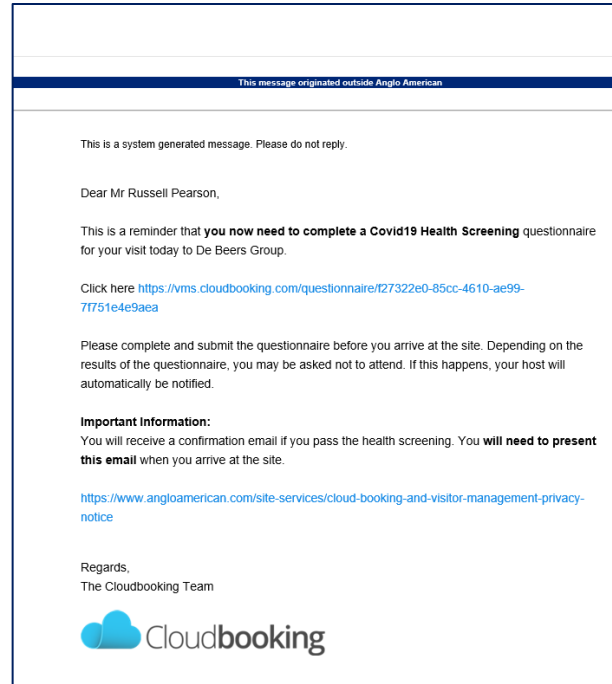 This message originated outside Anglo American
This is a system generated message. Please do not reply.
Dear Mr Russell Pearson,
This is a reminder that you now need to complete a Covid19 Health Screening questionnaire
for your visit today to De Beers Group.
Click here https://vms.cloudbooking.com/questionnaire/f27322e0-85cc-4610-ae99-
7f751e4e9aea
Please complete and submit the questionnaire before you arrive at the site. Depending on the
results of the questionnaire, you may be asked not to attend. If this happens, your host will
automatically be notified.
Important Information:
You will receive a confirmation email if you pass the health screening. You will need to present
this email when you arrive at the site.
https://www.angloamerican.com/site-services/cloud-booking-and-visitor-management-privacy-
notice
Regards,
The Cloudbooking Team
Cloudbooking